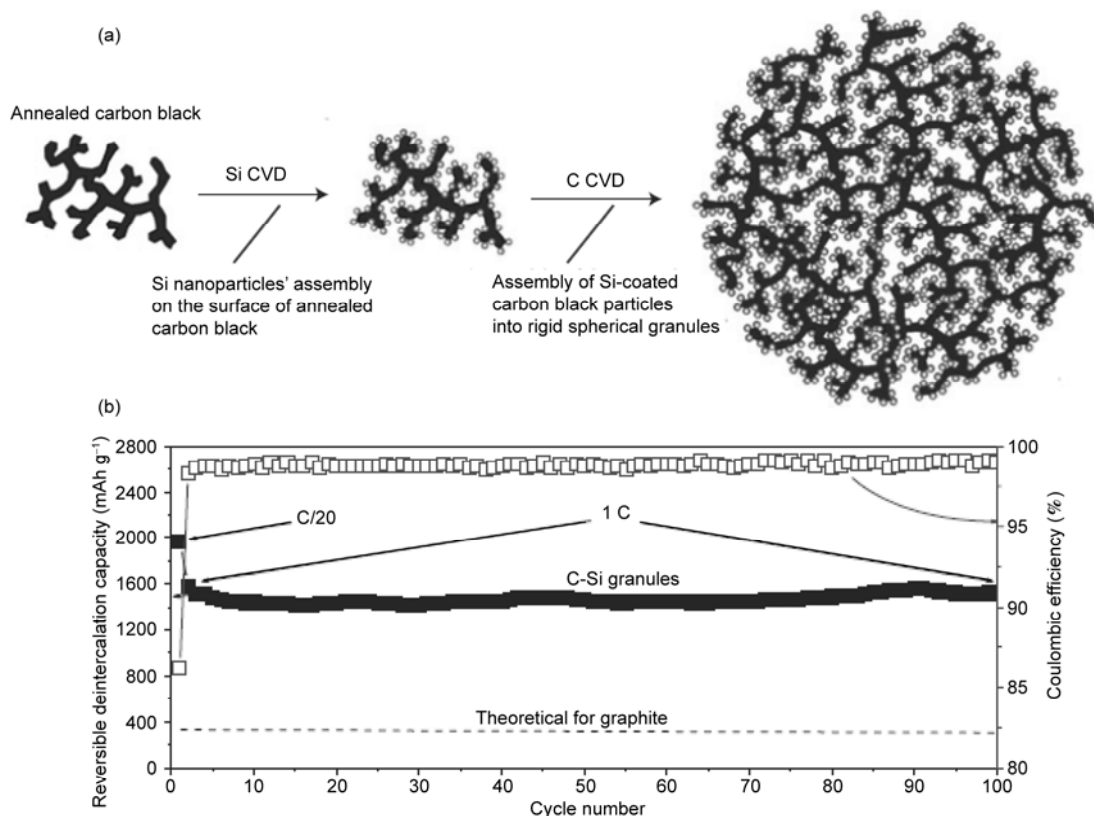 (a)
Annealed carbon black
Si CVD
C CVD
Si nanoparticles’ assembly
on the surface of annealed
carbon black
Assembly of Si-coated
carbon black particles
into rigid spherical granules
(b)
Reversible deintercalation capacity (mAh g⁻¹)
2800
2400
2000
1600
1200
800
400
0
C/20
1 C
C-Si granules
Theoretical for graphite
100
95
90
85
80
Coulombic efficiency (%)
0 10 20 30 40 50 60 70 80 90 100
Cycle number